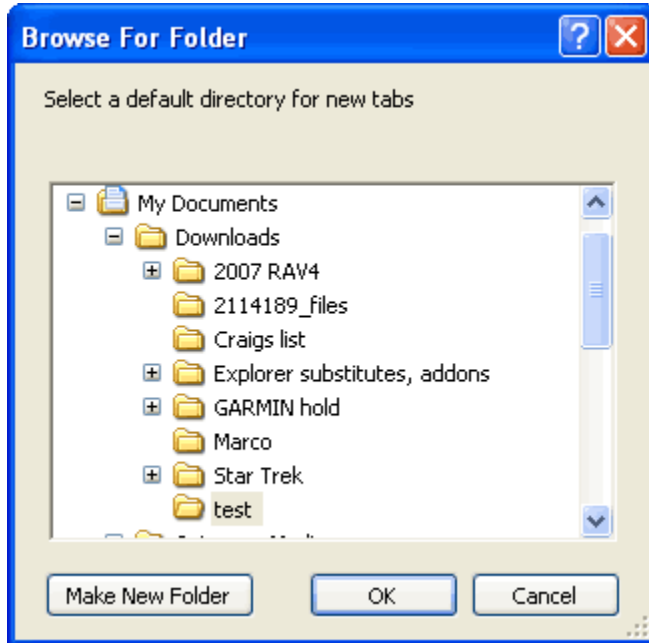 Browse For Folder
Select a default directory for new tabs
My Documents
Downloads
2007 RAV4
2114189_files
Craigs list
Explorer substitutes, addons
GARMIN hold
Marco
Star Trek
test
Make New Folder OK Cancel